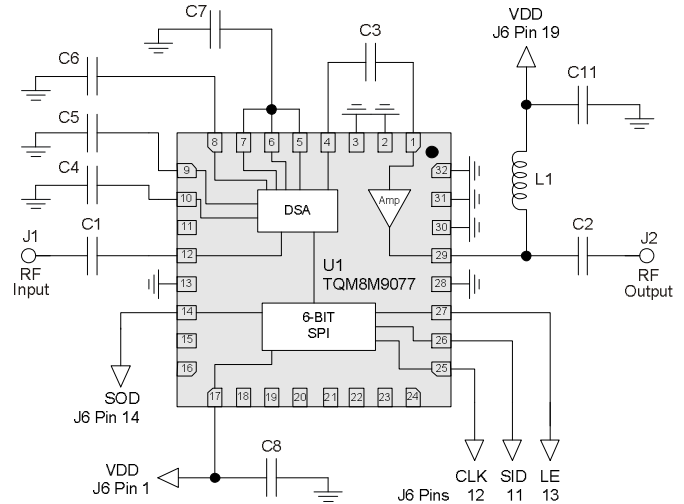 C7
VDD
J6 Pin 19
C6
C3
C11
C5
8 7 6 5 4 3 2 1
C4
9
32
10
DSA
Amp
31
L1
C1
11
30
C2
J1
12
29
J2
RF
Input
U1
TQM8M9077
RF
Output
13
28
14
6-BIT
SPI
27
15
26
16
25
SOD
J6 Pin 14
17 18 19 20 21 22 23 24
C8
VDD
J6 Pin 1
CLK SID LE
J6 Pins 12 11 13